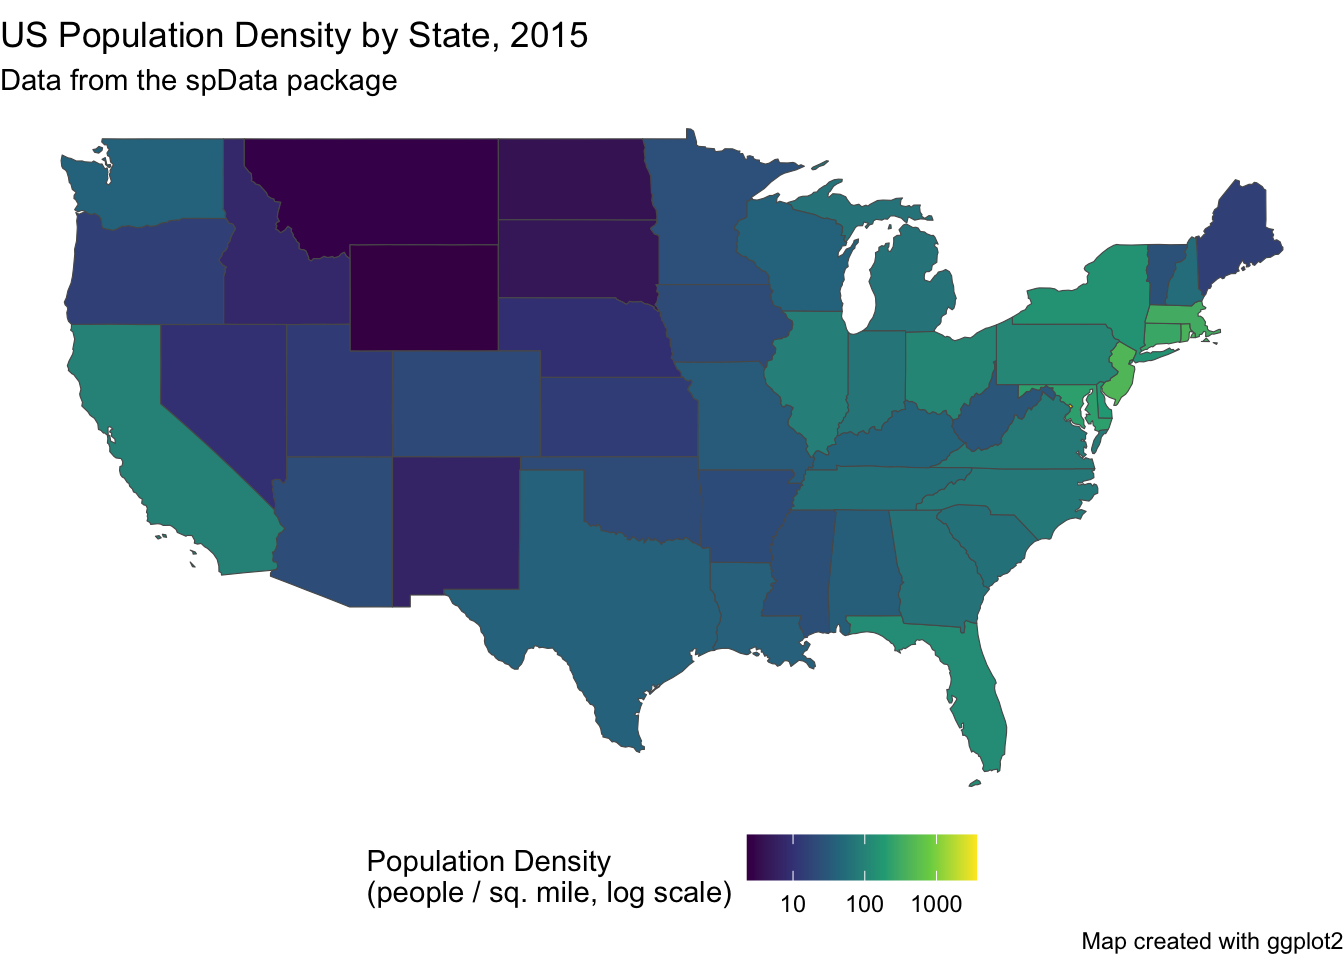 US Population Density by State, 2015
Data from the spData package
Population Density
(people / sq. mile, log scale)
10 100 1000
Map created with ggplot2